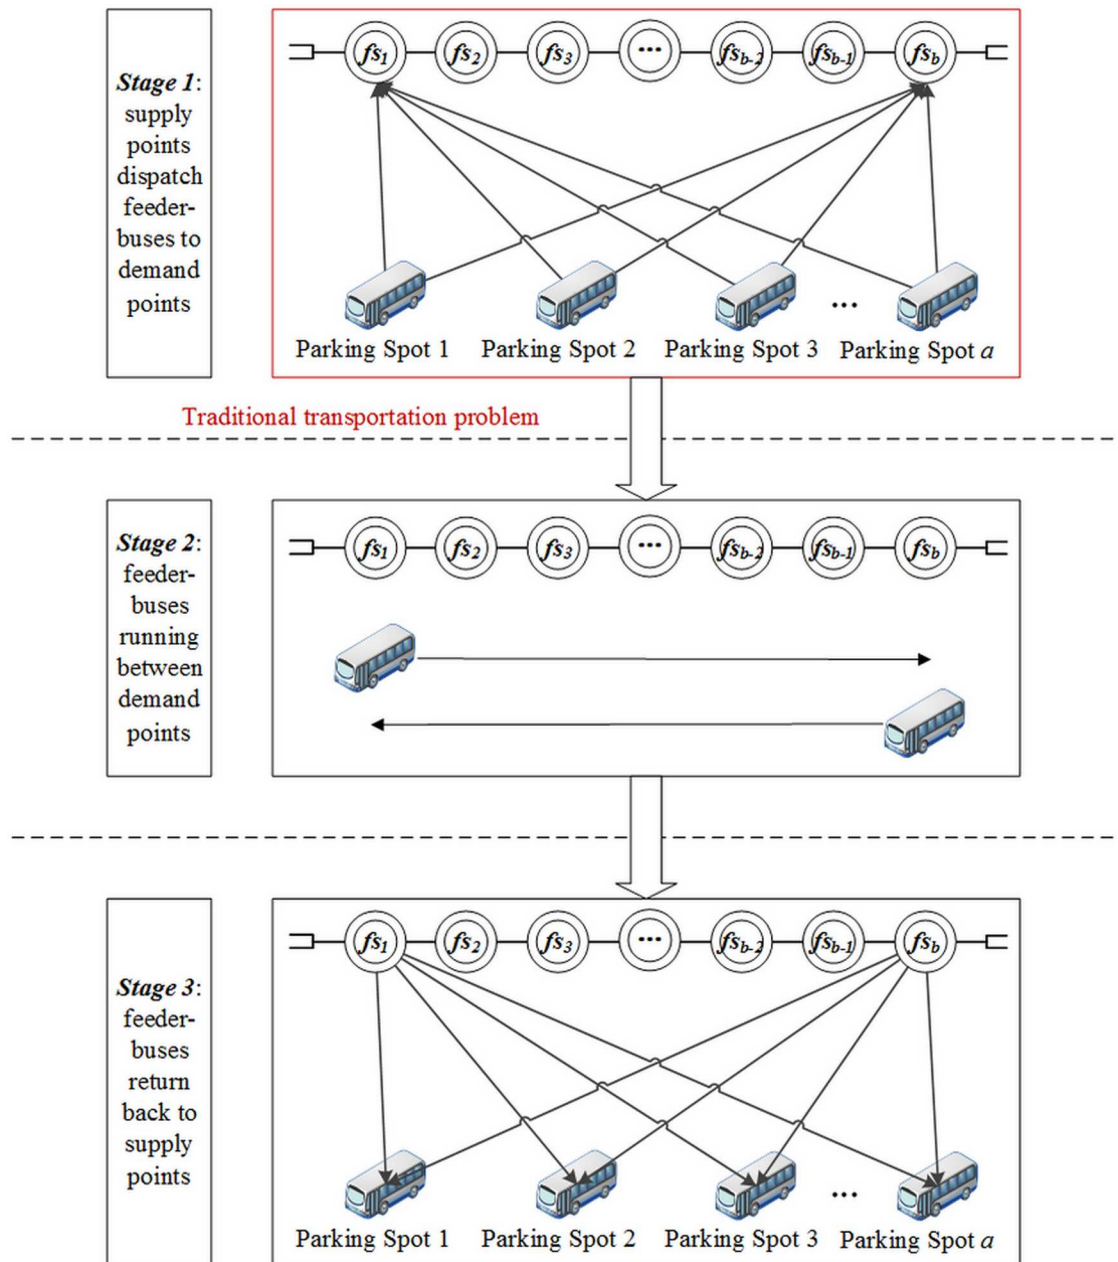 Stage 1:
supply
points
dispatch
feeder-
buses to
demand
points
fs1 fs2 fs3 ... fsb-2 fsb-1 fsb
...
Parking Spot 1 Parking Spot 2 Parking Spot 3 Parking Spot a
Traditional transportation problem
Stage 2:
feeder-
buses
running
between
demand
points
fs1 fs2 fs3 ... fsb-2 fsb-1 fsb
Stage 3:
feeder-
buses
return
back to
supply
points
fs1 fs2 fs3 ... fsb-2 fsb-1 fsb
...
Parking Spot 1 Parking Spot 2 Parking Spot 3 Parking Spot a